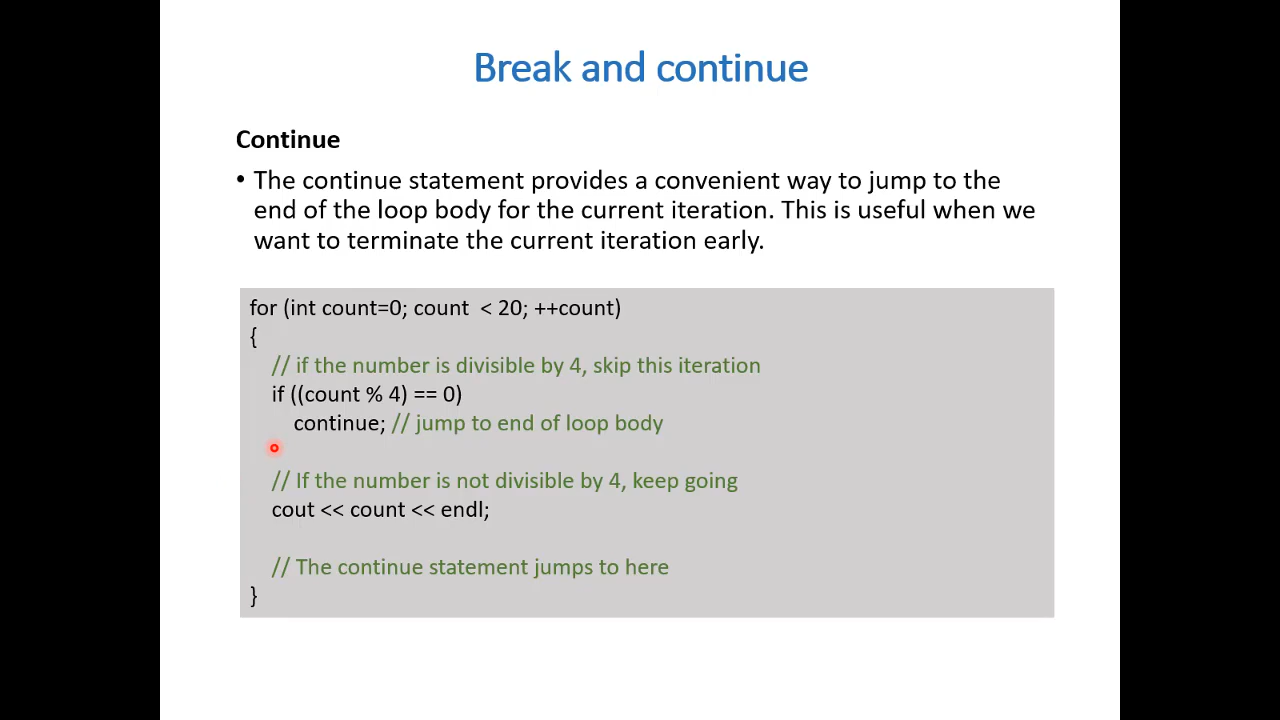 Break and continue
Continue
• The continue statement provides a convenient way to jump to the
end of the loop body for the current iteration. This is useful when we
want to terminate the current iteration early.
for (int count=0; count  < 20; ++count)
{
// if the number is divisible by 4, skip this iteration
if ((count % 4) == 0)
continue; // jump to end of loop body
// If the number is not divisible by 4, keep going
cout << count << endl;
// The continue statement jumps to here
}